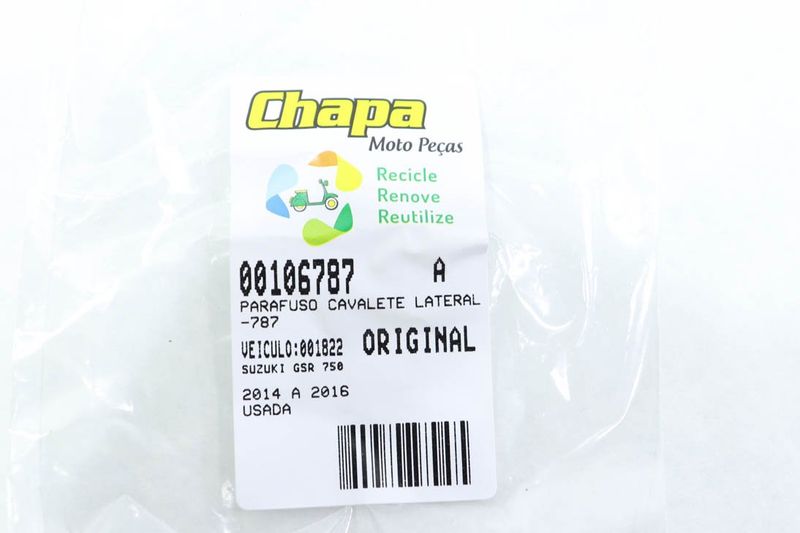 Chapa
Moto Peças
Recicle
Renove
Reutilize
00106787 A
PARAFUSO CAVALETE LATERAL
-787
VEICULO:001822 ORIGINAL
SUZUKI GSR 750
2014 A 2016
USADA